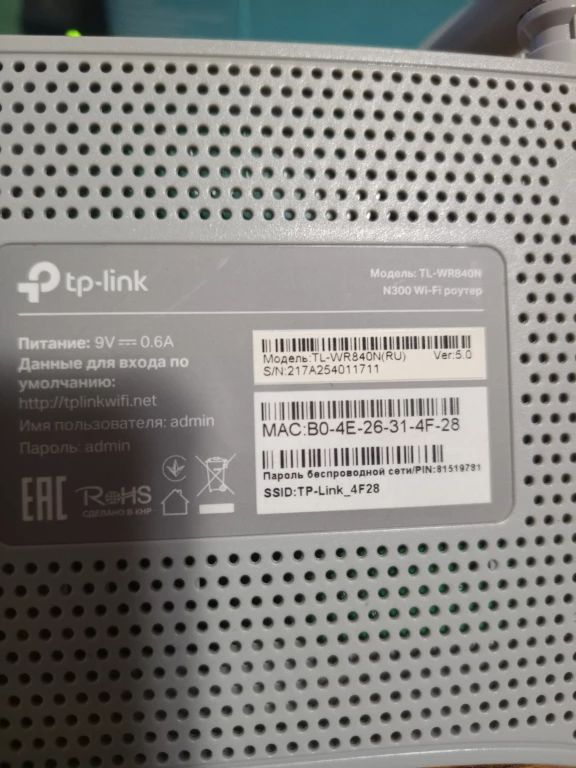 tp-link
Модель: TL-WR840N
N300 Wi-Fi роутер
Питание: 9V 0.6A
Данные для входа по
умолчанию:
http://tplinkwifi.net
Имя пользователя: admin
Пароль: admin
EAC
RoHS
СДЕЛАНО В КНР
Модель:TL-WR840N(RU) Ver:5.0
S/N:217A254011711
MAC:B0-4E-26-31-4F-28
Пароль беспроводной сети/PIN:81519781
SSID:TP-Link_4F28